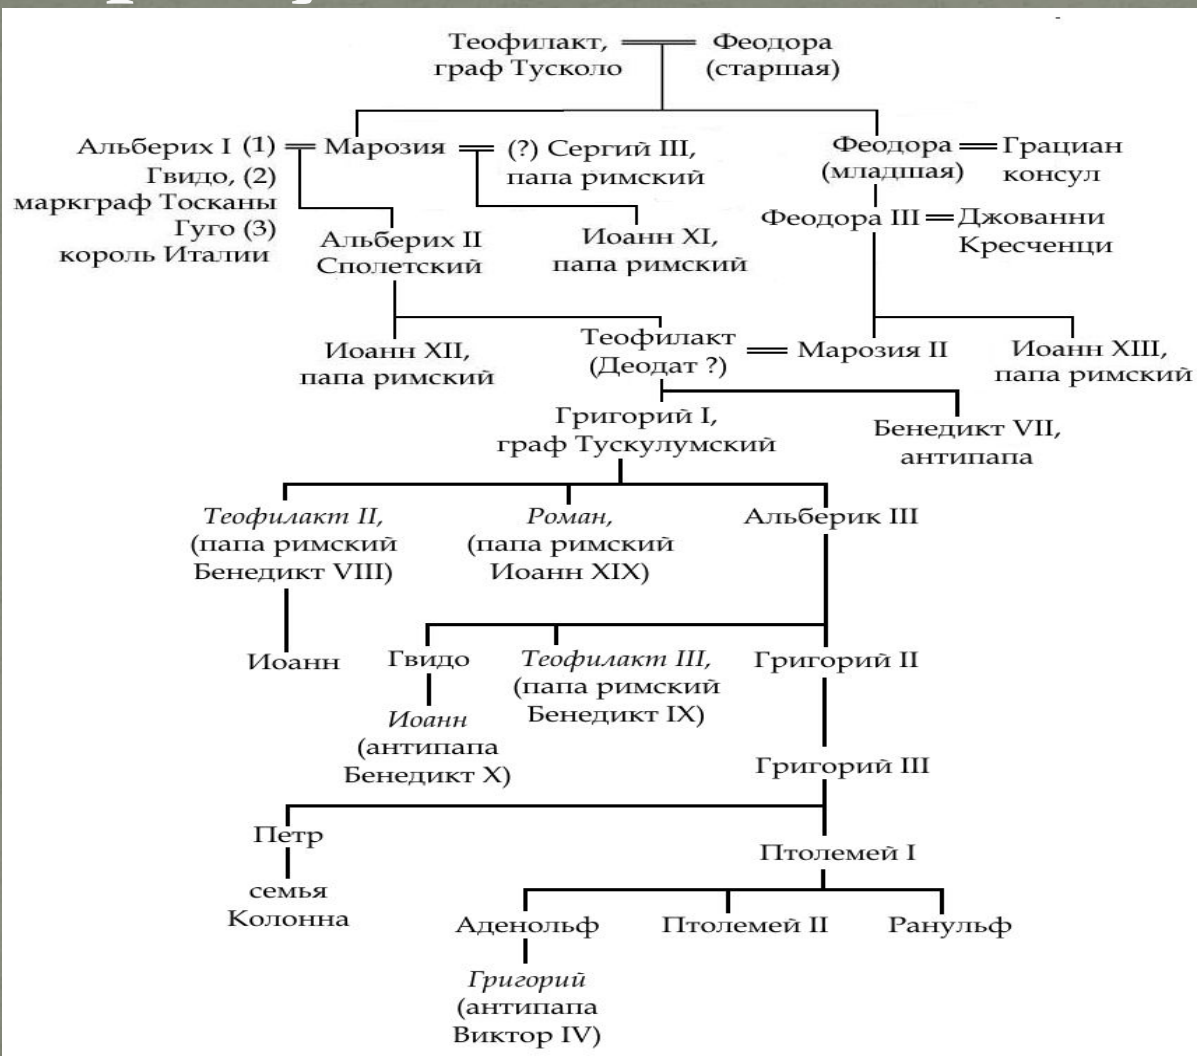 Теофилакт,
граф Тусколо
Феодора
(старшая)
Альберих I (1)
Гвидо, (2)
маркграф Тосканы
Гуго (3)
король Италии
Марозия
(?) Сергий III,
папа римский
Феодора
(младшая)
Грациан
консул
Альберих II
Сполетский
Иоанн XI,
папа римский
Феодора III
Джованни
Кресченци
Иоанн XII,
папа римский
Теофилакт
(Деодат ?)
Марозия II
Иоанн XIII,
папа римский
Григорий I,
граф Тускулумский
Бенедикт VII,
антипапа
Теофилакт II,
(папа римский
Бенедикт VIII)
Роман,
(папа римский
Иоанн XIX)
Альберик III
Иоанн
Гвидо
Теофилакт III,
(папа римский
Бенедикт IX)
Григорий II
Иоанн
(антипапа
Бенедикт X)
Григорий III
Петр
семья
Колонна
Птолемей I
Аденольф
Птолемей II
Ранульф
Григорий
(антипапа
Виктор IV)